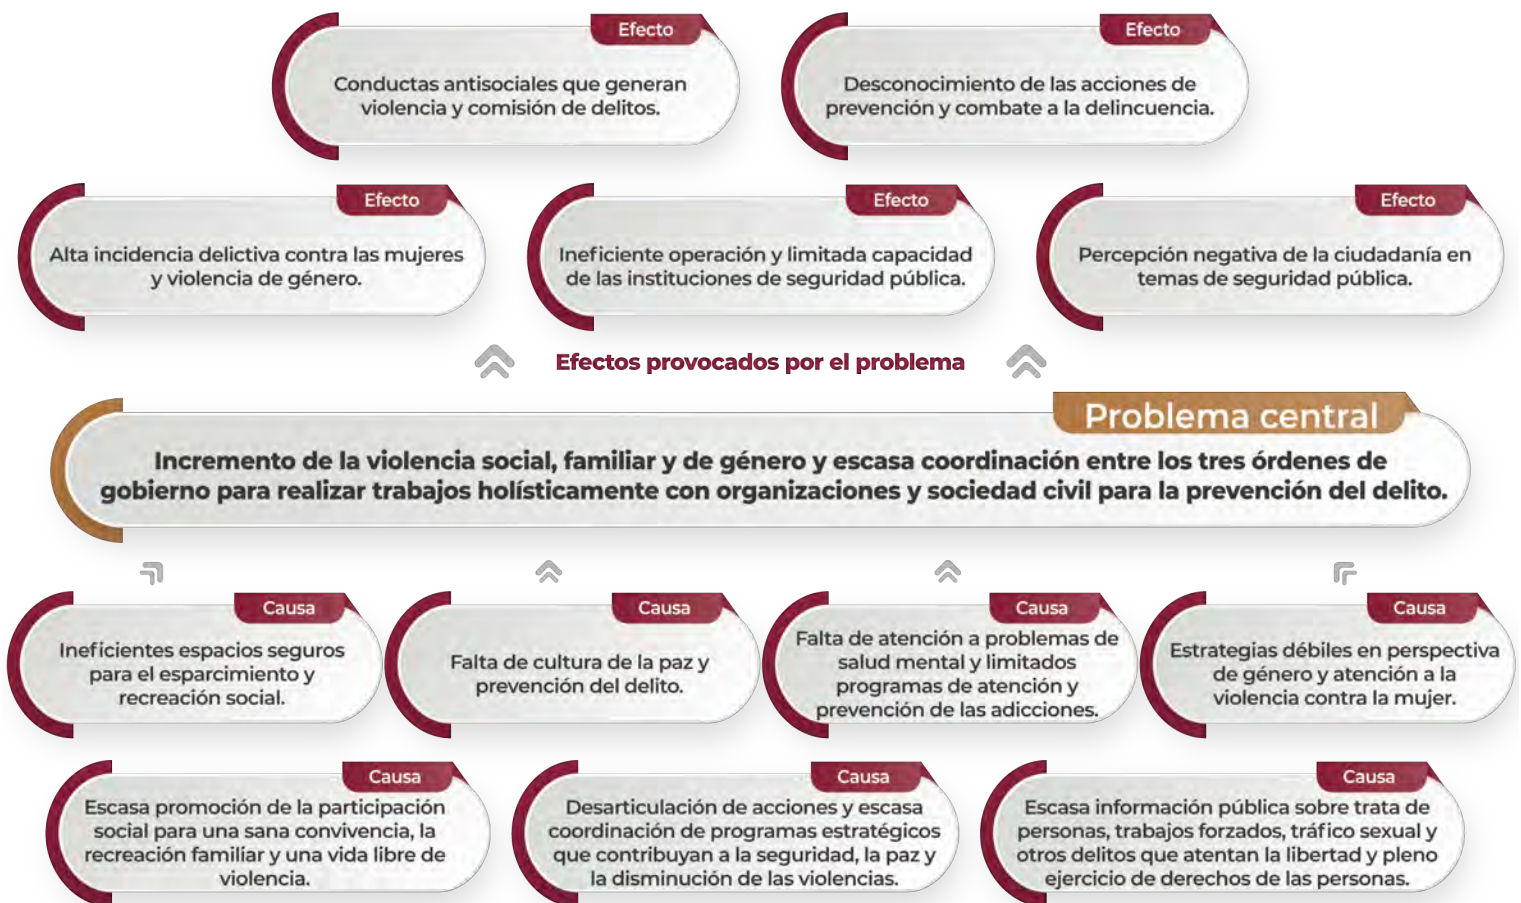 Efecto
Conductas antisociales que generan
violencia y comisión de delitos.
Efecto
Desconocimiento de las acciones de
prevención y combate a la delincuencia.
Efecto
Alta incidencia delictiva contra las mujeres
y violencia de género.
Efecto
Ineficiente operación y limitada capacidad
de las instituciones de seguridad pública.
Efecto
Percepción negativa de la ciudadanía en
temas de seguridad pública.
Efectos provocados por el problema
Problema central
Incremento de la violencia social, familiar y de género y escasa coordinación entre los tres órdenes de
gobierno para realizar trabajos holísticamente con organizaciones y sociedad civil para la prevención del delito.
Causa
Ineficientes espacios seguros
para el esparcimiento y
recreación social.
Causa
Falta de cultura de la paz y
prevención del delito.
Causa
Falta de atención a problemas de
salud mental y limitados
programas de atención y
prevención de las adicciones.
Causa
Estrategias débiles en perspectiva
de género y atención a la
violencia contra la mujer.
Causa
Escasa promoción de la participación
social para una sana convivencia, la
recreación familiar y una vida libre de
violencia.
Causa
Desarticulación de acciones y escasa
coordinación de programas estratégicos
que contribuyan a la seguridad, la paz y
la disminución de las violencias.
Causa
Escasa información pública sobre trata de
personas, trabajos forzados, tráfico sexual y
otros delitos que atentan la libertad y pleno
ejercicio de derechos de las personas.